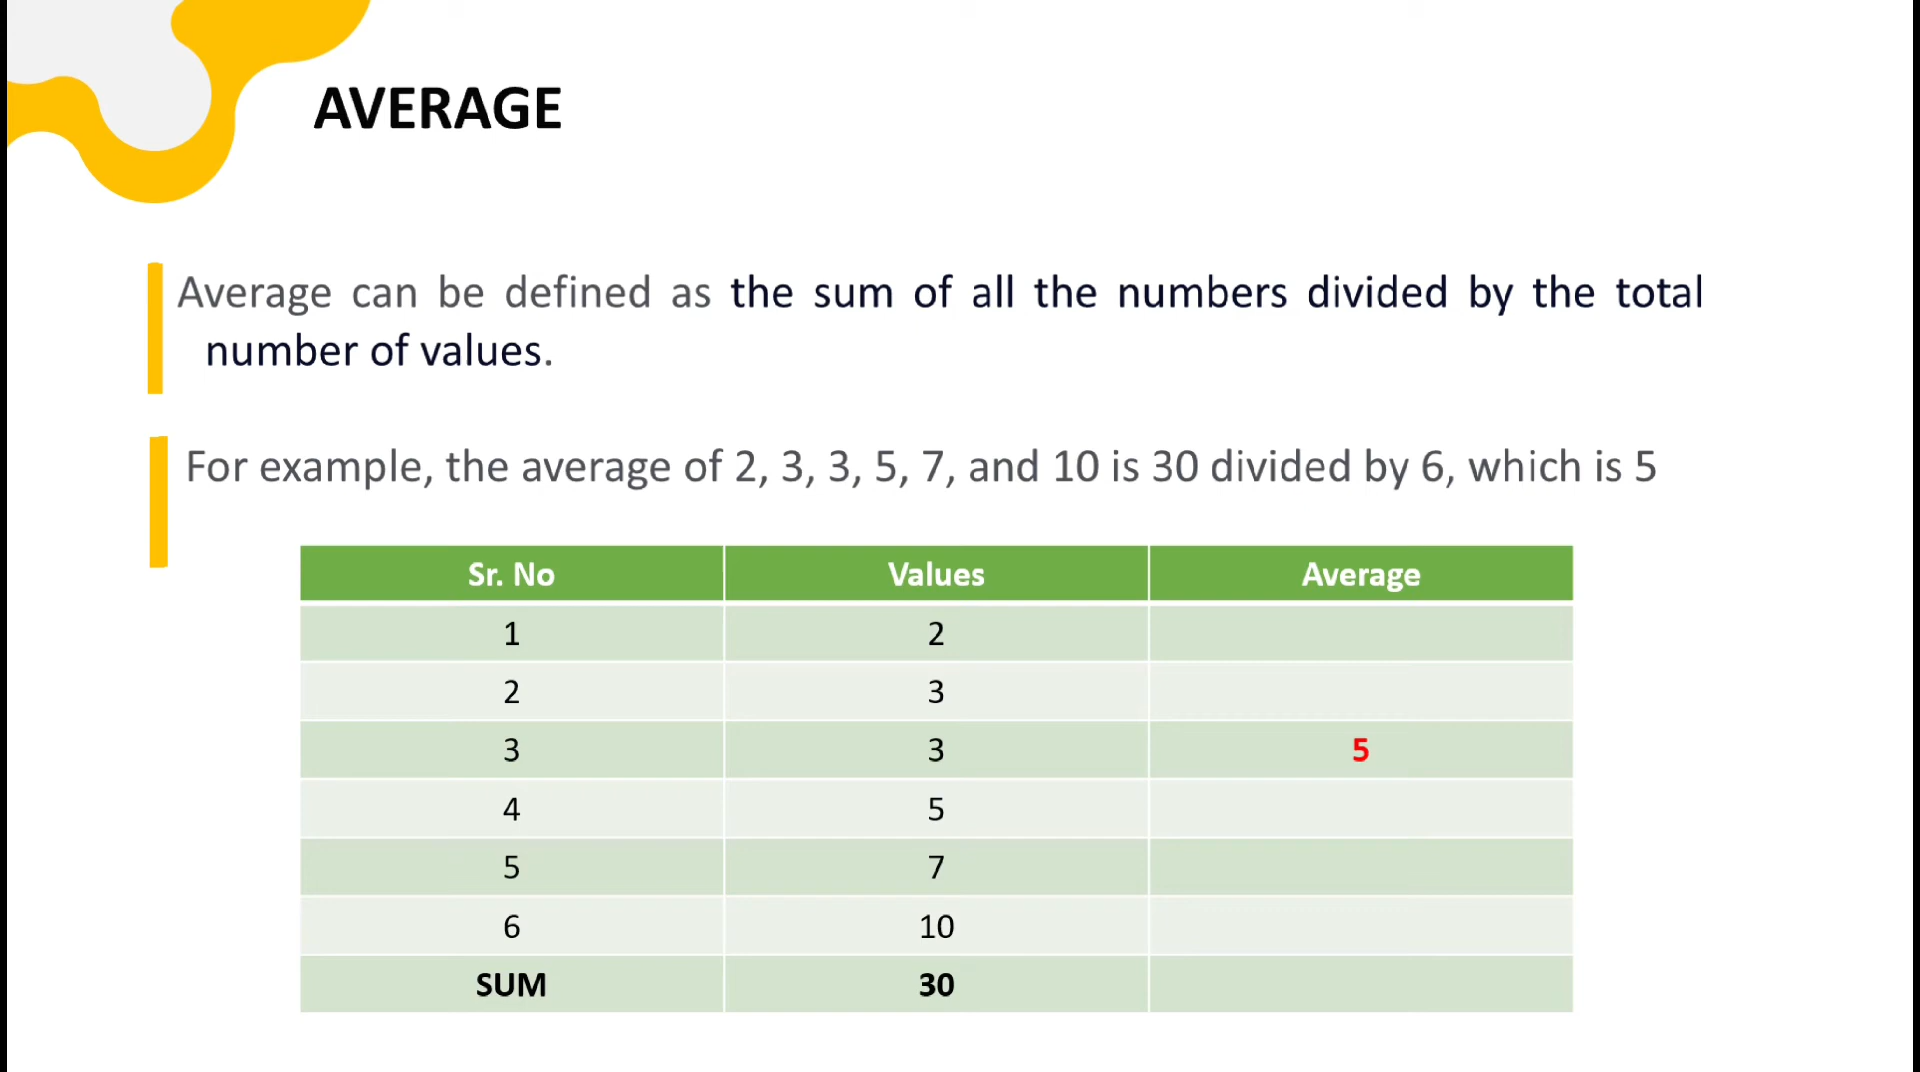 AVERAGE
Average can be defined as the sum of all the numbers divided by the total
number of values.
For example, the average of 2, 3, 3, 5, 7, and 10 is 30 divided by 6, which is 5
Sr. No Values Average
1 2
2 3
3 3 5
4 5
5 7
6 10
SUM 30